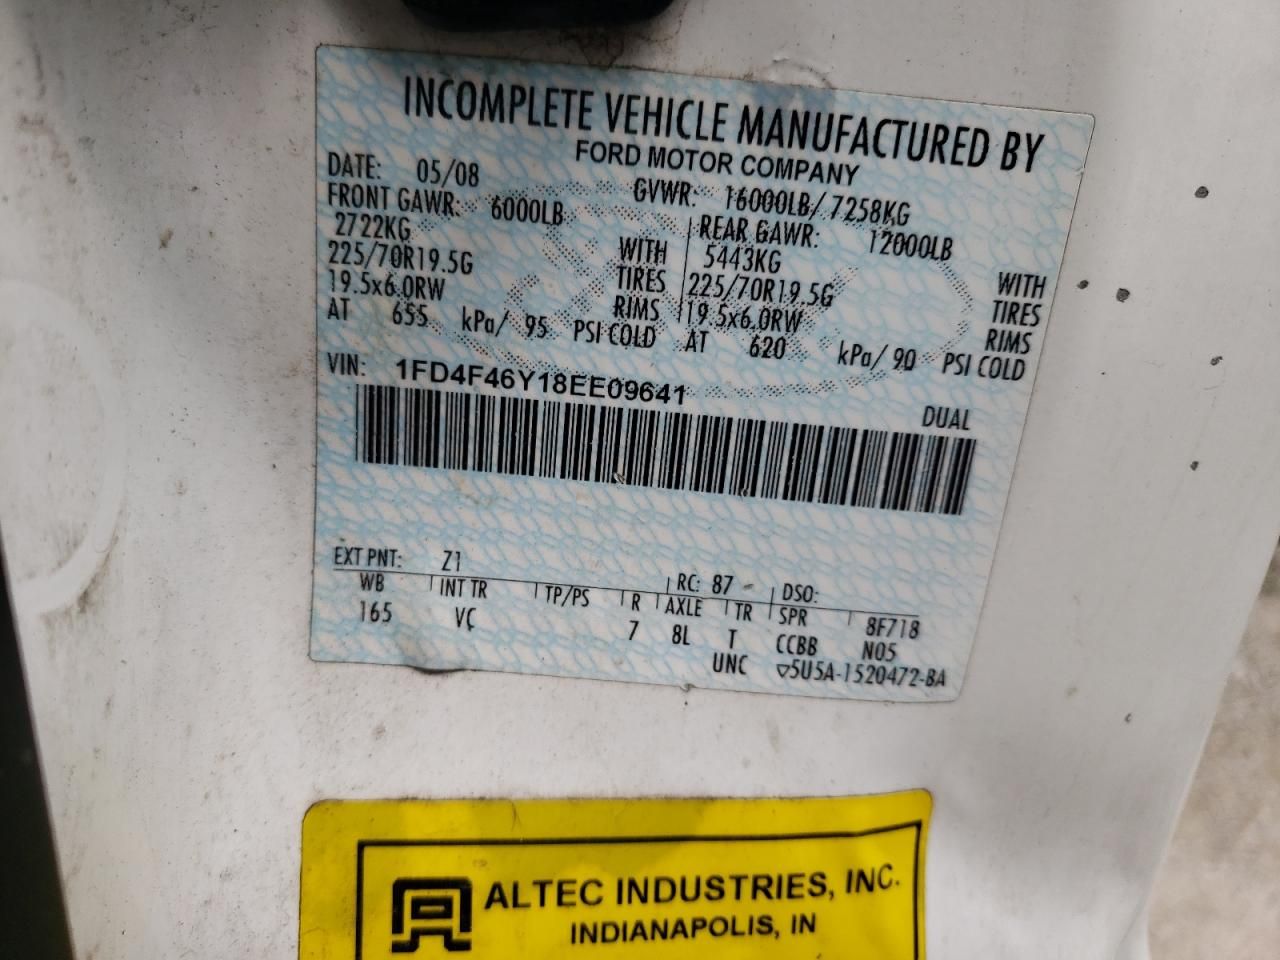 INCOMPLETE VEHICLE MANUFACTURED BY
FORD MOTOR COMPANY
DATE: 05/08 GVWR: 16000LB/ 7258KG
FRONT GAWR: 6000LB REAR GAWR: 12000LB
2722KG WITH 5443KG WITH
225/70R19.5G TIRES 225/70R19.5G TIRES
19.5x6.0RW RIMS 19.5x6.0RW RIMS
AT 655 kPa/ 95 PSI COLD AT 620 kPa/ 90 PSI COLD
VIN: 1FD4F46Y18EE09641
DUAL
EXT PNT: Z1 RC: 87 DSO:
WB INT TR TP/PS R AXLE TR SPR 8F718
165 VC 7 8L T CCBB N05
UNC ▽5U5A-1520472-BA
ALTEC INDUSTRIES, INC.
INDIANAPOLIS, IN